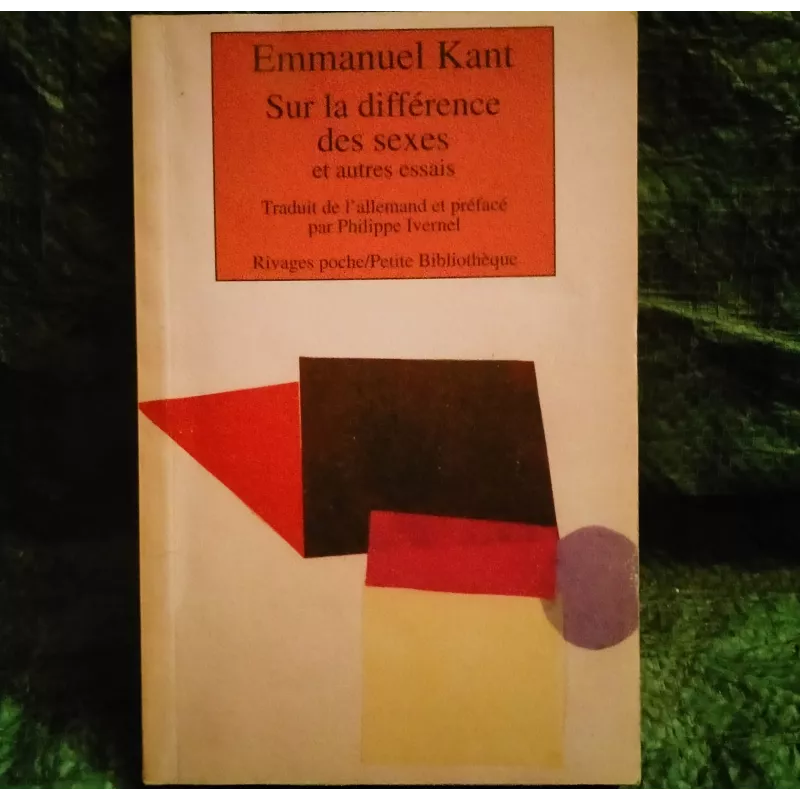 Emmanuel Kant
Sur la différence
des sexes
et autres essais
Traduit de l'allemand et préfacé
par Philippe Ivernel
Rivages poche/Petite Bibliothèque